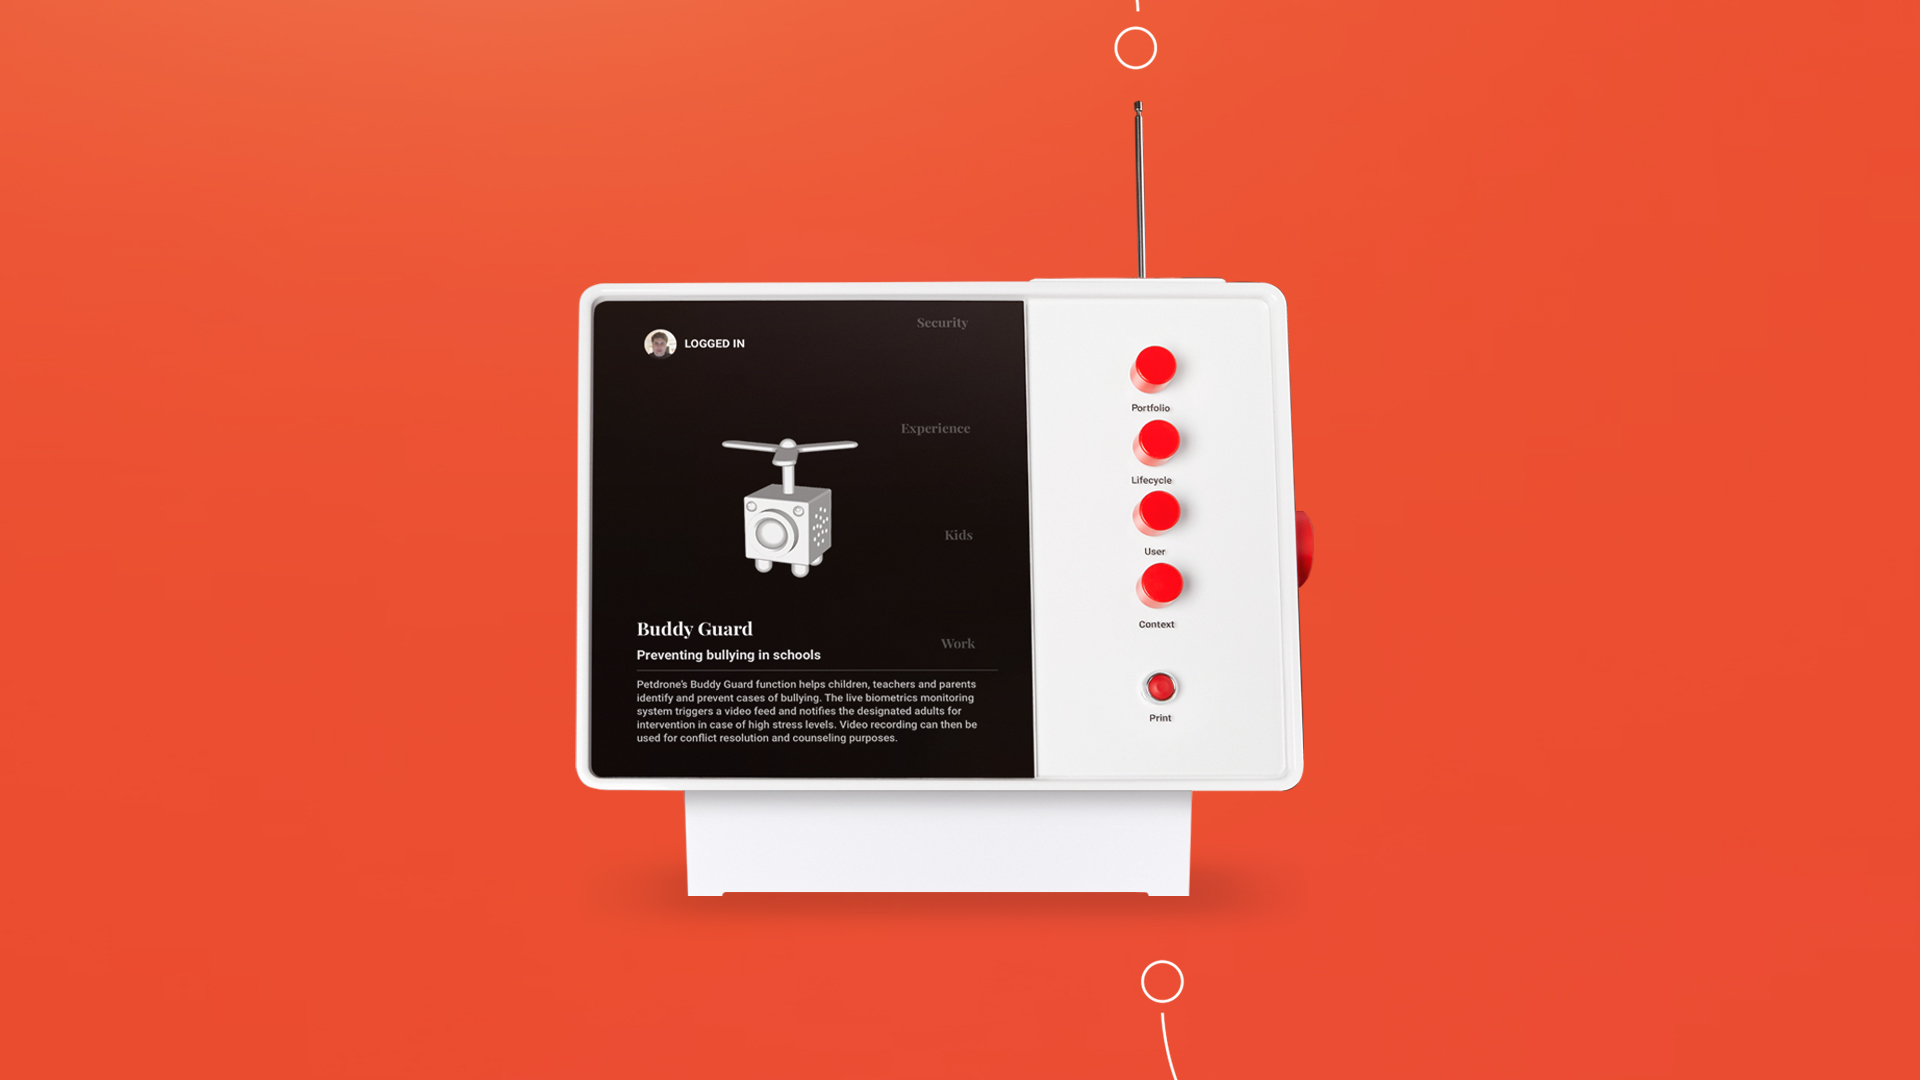 Security
LOGGED IN
Experience
Kids
Buddy Guard
Work
Preventing bullying in schools
Petdrone's Buddy Guard function helps children, teachers and parents
identify and prevent cases of bullying. The live biometrics monitoring
system triggers a video feed and notifies the designated adults for
intervention in case of high stress levels. Video recording can then be
used for conflict resolution and counseling purposes.
Portfolio
Lifecycle
User
Context
Print